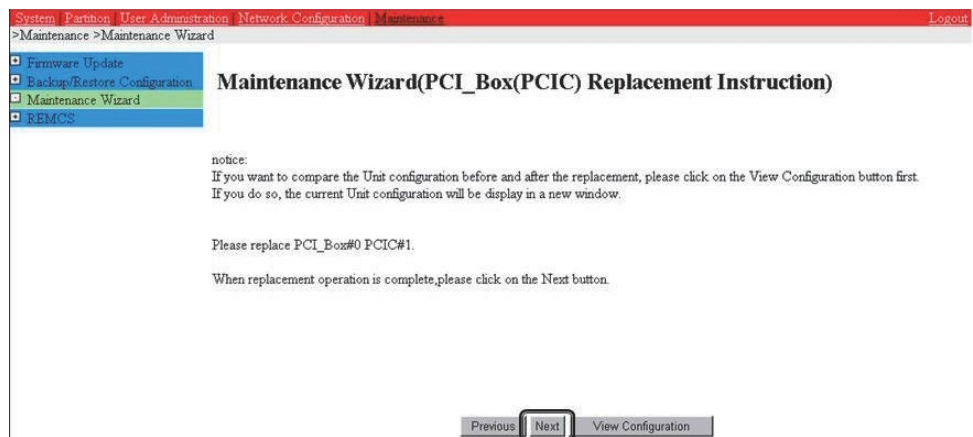 System | Partition | User Administration | Network Configuration | Maintenance Logout
>Maintenance >Maintenance Wizard
Firmware Update
Backup/Restore Configuration
Maintenance Wizard
REMCS
Maintenance Wizard(PCI_Box(PCIC) Replacement Instruction)
notice:
If you want to compare the Unit configuration before and after the replacement, please click on the View Configuration button first.
If you do so, the current Unit configuration will be display in a new window.
Please replace PCI_Box#0 PCIC#1.
When replacement operation is complete,please click on the Next button.
Previous Next View Configuration